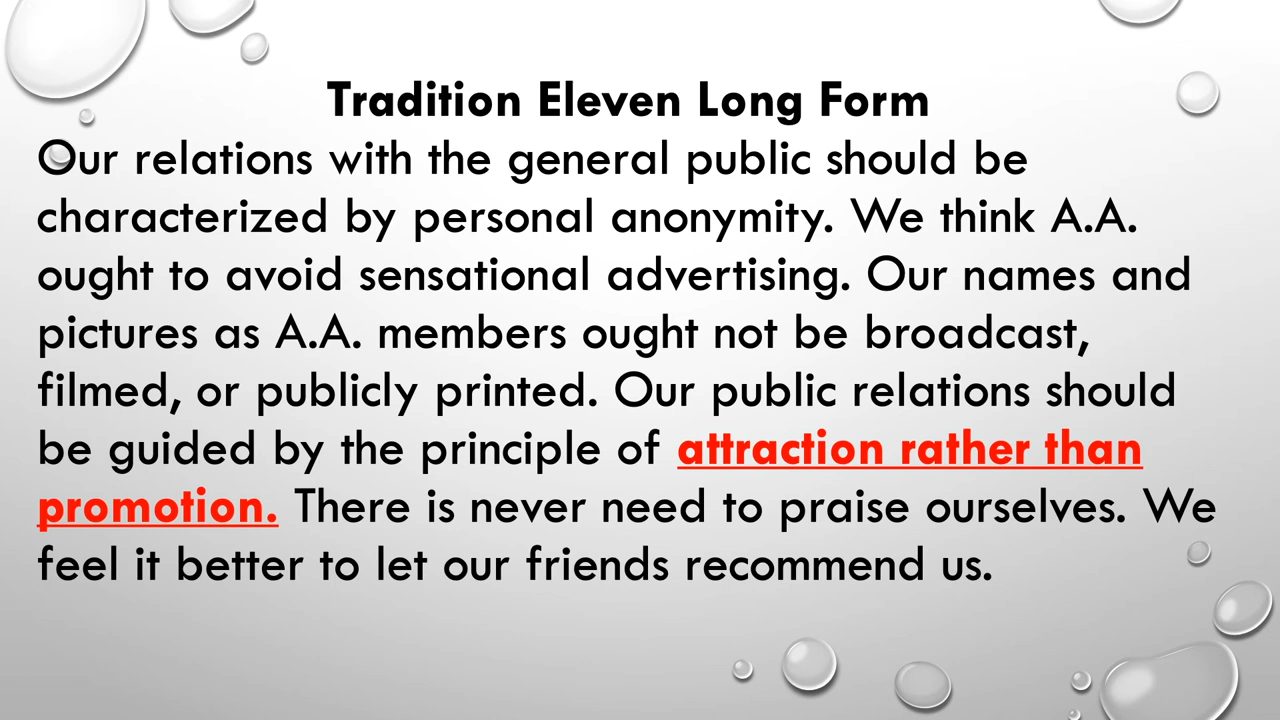 Tradition Eleven Long Form
Our relations with the general public should be
characterized by personal anonymity. We think A.A.
ought to avoid sensational advertising. Our names and
pictures as A.A. members ought not be broadcast,
filmed, or publicly printed. Our public relations should
be guided by the principle of attraction rather than
promotion. There is never need to praise ourselves. We
feel it better to let our friends recommend us.